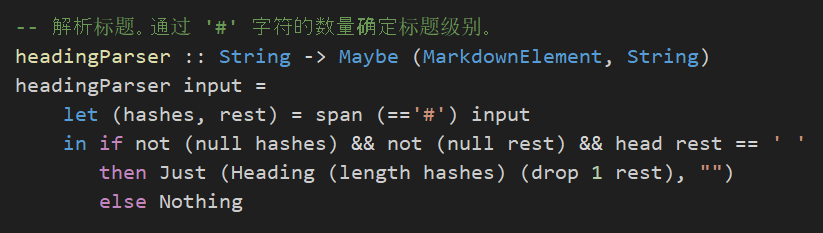 -- 解析标题。通过 '#' 字符的数量确定标题级别。
headingParser :: String -> Maybe (MarkdownElement, String)
headingParser input =
    let (hashes, rest) = span (=='#') input
    in if not (null hashes) && not (null rest) && head rest == ' '
       then Just (Heading (length hashes) (drop 1 rest), "")
       else Nothing